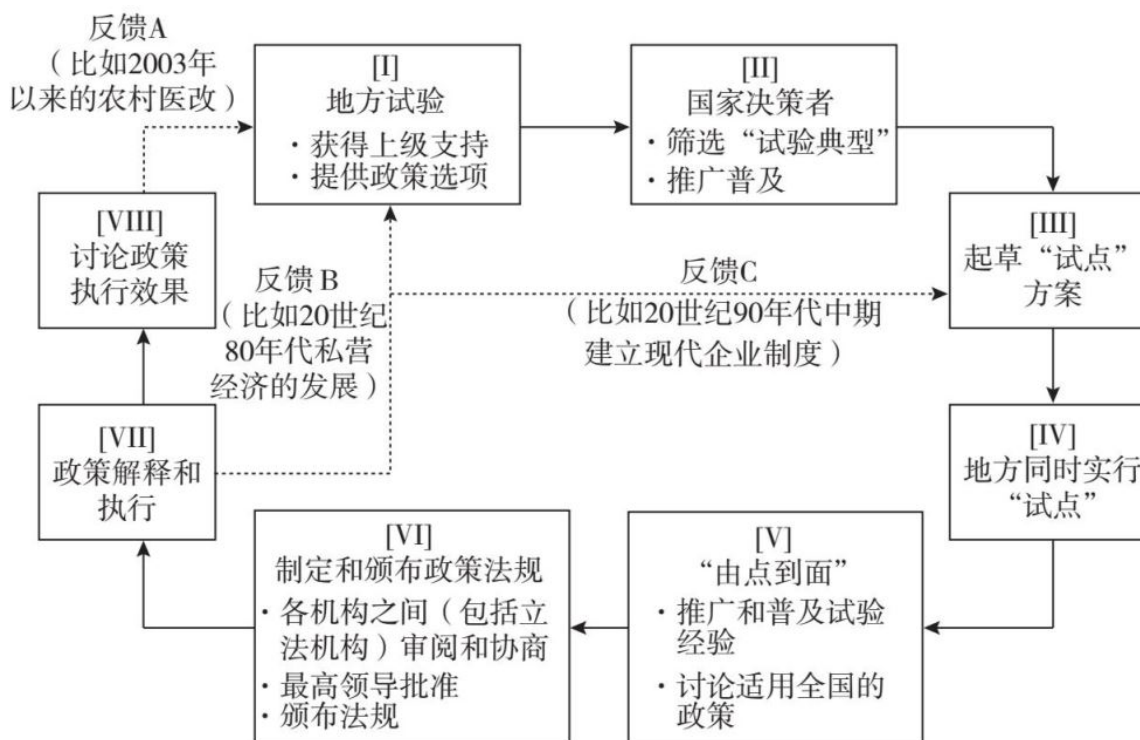 反馈A
（比如2003年
以来的农村医改）
[I]
地方试验
·获得上级支持
·提供政策选项
[II]
国家决策者
·筛选“试验典型”
·推广普及
[III]
起草“试点”
方案
[IV]
地方同时实行
“试点”
[V]
“由点到面”
·推广和普及试验
经验
·讨论适用全国的
政策
[VI]
制定和颁布政策法规
·各机构之间（包括立
法机构）审阅和协商
·最高领导批准
·颁布法规
[VII]
政策解释和
执行
[VIII]
讨论政策
执行效果
反馈 B
（比如20世纪
80年代私营
经济的发展）
反馈C
（比如20世纪90年代中期
建立现代企业制度）